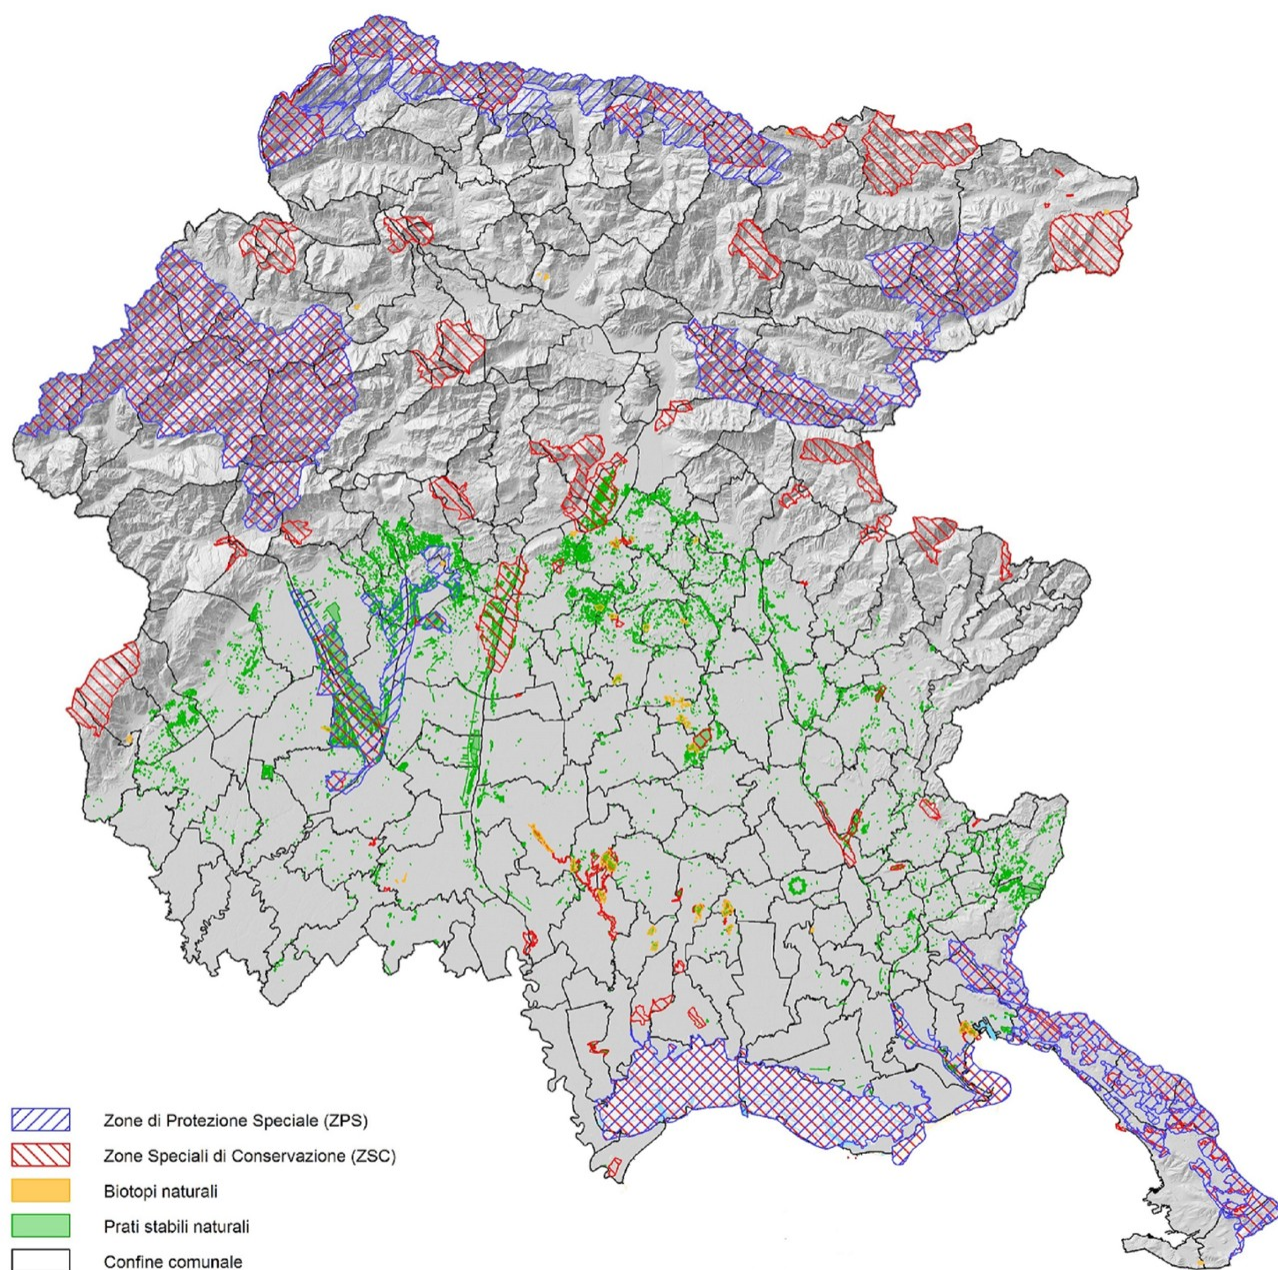 Zone di Protezione Speciale (ZPS)
Zone Speciali di Conservazione (ZSC)
Biotopi naturali
Prati stabili naturali
Confine comunale